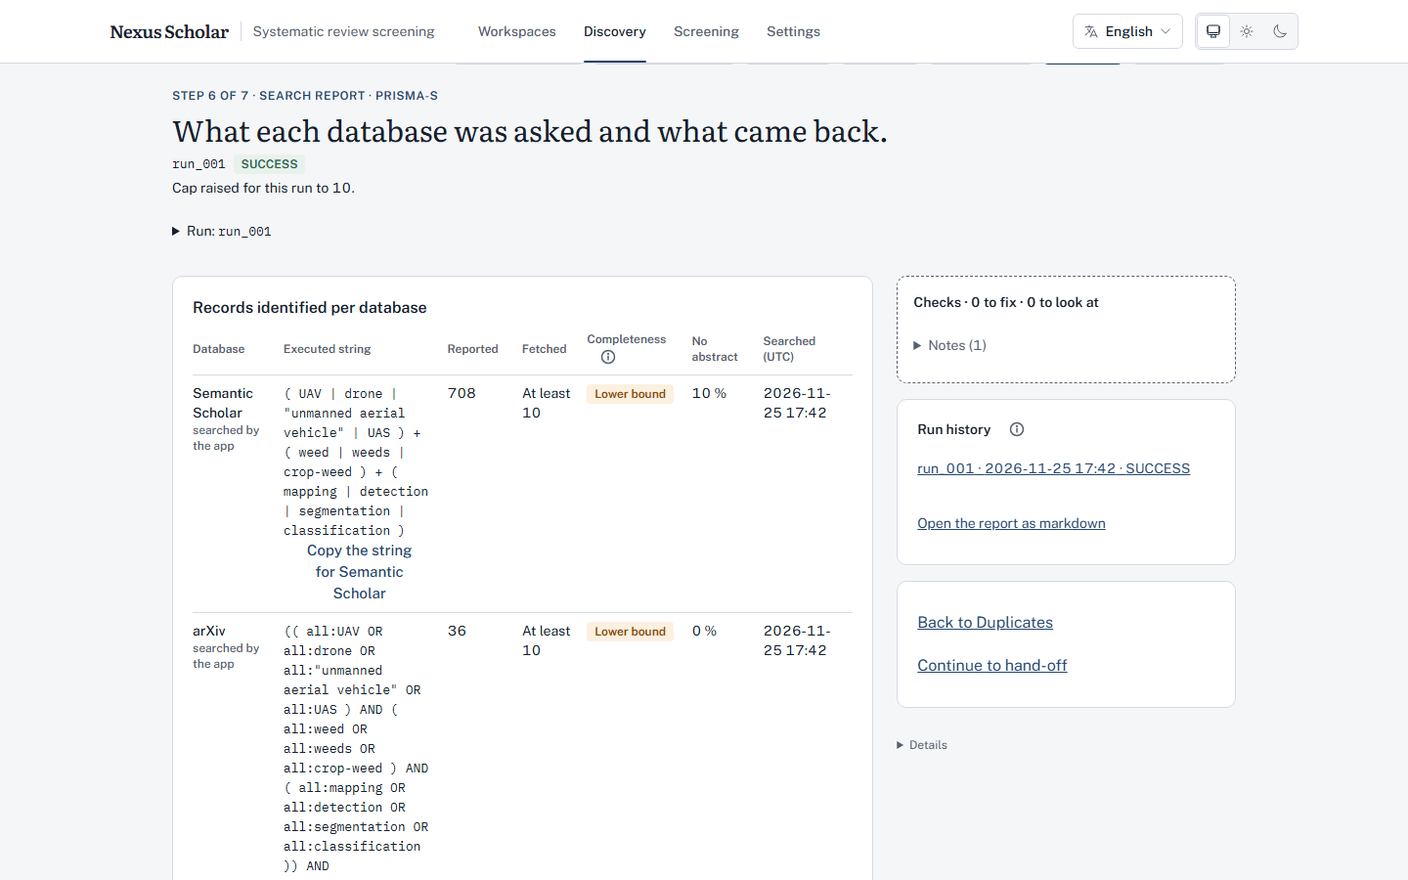 Nexus Scholar
Systematic review screening
Workspaces
Discovery
Screening
Settings
English
STEP 6 OF 7 · SEARCH REPORT · PRISMA-S
What each database was asked and what came back.
run_001 SUCCESS
Cap raised for this run to 10.
Run: run_001
Records identified per database
Database
Executed string
Reported
Fetched
Completeness
No
abstract
Searched
(UTC)
Semantic
Scholar
searched by
the app
( UAV | drone |
"unmanned aerial
vehicle" | UAS ) +
( weed | weeds |
crop-weed ) + (
mapping | detection
| segmentation |
classification )
Copy the string
for Semantic
Scholar
708
At least
10
Lower bound
10 %
2026-11-
25 17:42
arXiv
searched by
the app
(( all:UAV OR
all:drone OR
all:"unmanned
aerial vehicle" OR
all:UAS ) AND (
all:weed OR
all:weeds OR
all:crop-weed ) AND
( all:mapping OR
all:detection OR
all:segmentation OR
all:classification
)) AND
36
At least
10
Lower bound
0 %
2026-11-
25 17:42
Checks · 0 to fix · 0 to look at
Notes (1)
Run history
run_001 · 2026-11-25 17:42 · SUCCESS
Open the report as markdown
Back to Duplicates
Continue to hand-off
Details